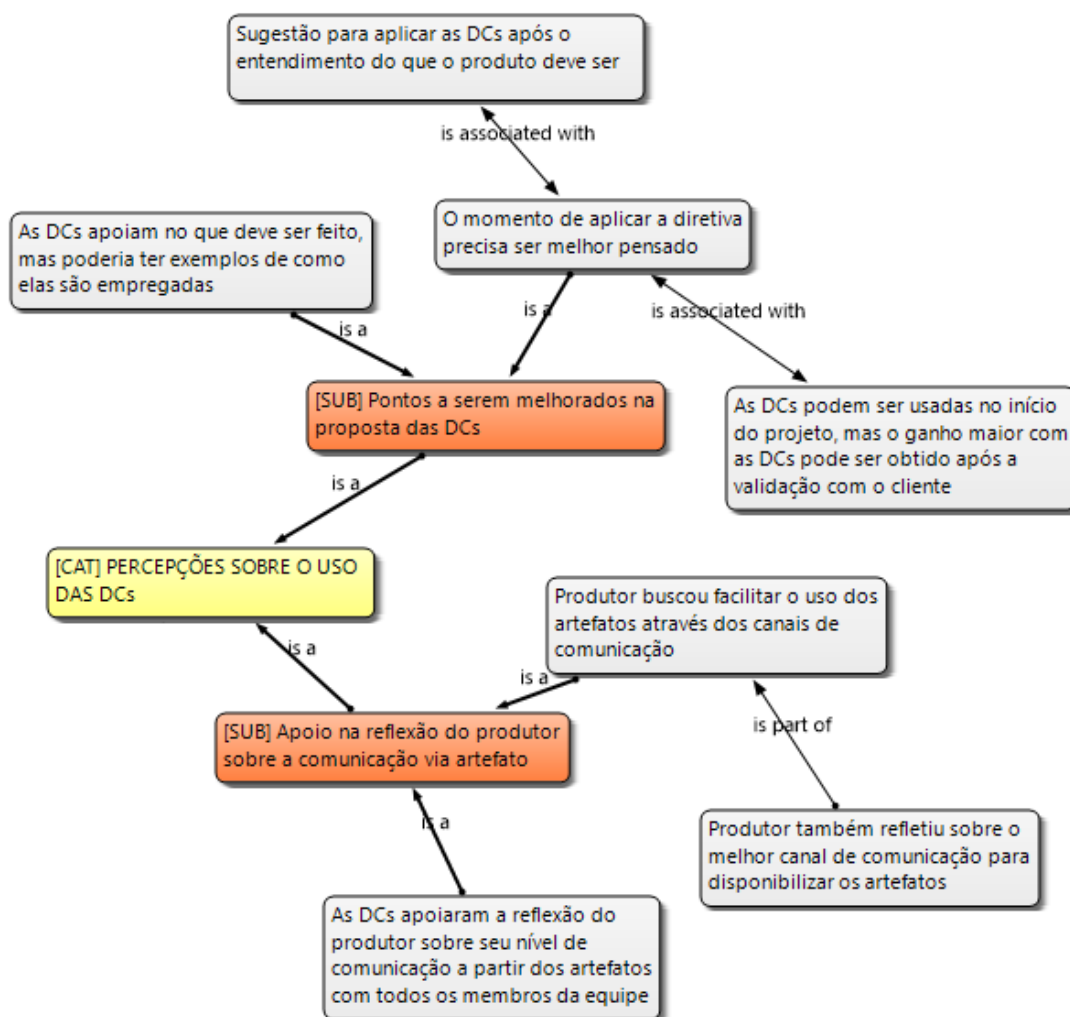 Sugestão para aplicar as DCs após o
entendimento do que o produto deve ser
is associated with
As DCs apoiam no que deve ser feito,
mas poderia ter exemplos de como
elas são empregadas
O momento de aplicar a diretiva
precisa ser melhor pensado
is a
is a
is associated with
[SUB] Pontos a serem melhorados na
proposta das DCs
As DCs podem ser usadas no início
do projeto, mas o ganho maior com
as DCs pode ser obtido após a
validação com o cliente
is a
[CAT] PERCEPÇÕES SOBRE O USO
DAS DCs
Produtor buscou facilitar o uso dos
artefatos através dos canais de
comunicação
is a
is a
is part of
[SUB] Apoio na reflexão do produtor
sobre a comunicação via artefato
is a
Produtor também refletiu sobre o
melhor canal de comunicação para
disponibilizar os artefatos
As DCs apoiaram a reflexão do
produtor sobre seu nível de
comunicação a partir dos artefatos
com todos os membros da equipe